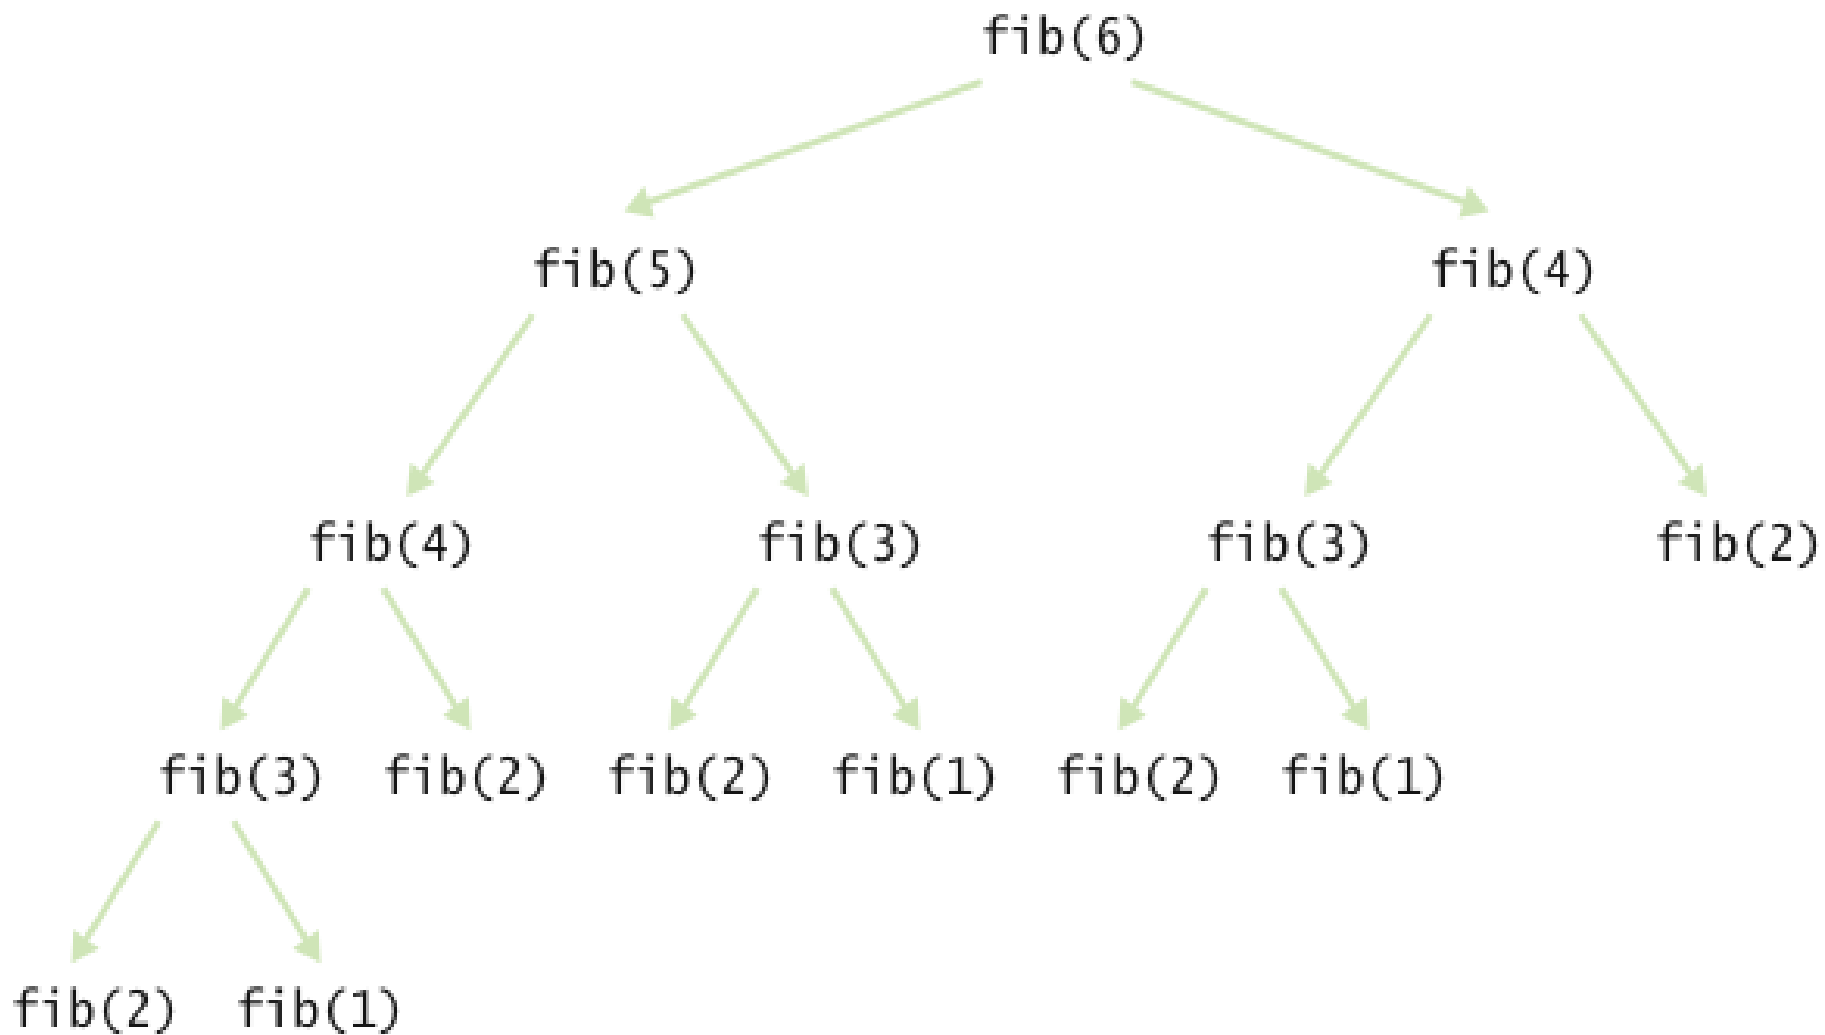 fib(6)
fib(5) fib(4)
fib(4) fib(3) fib(3) fib(2)
fib(3) fib(2) fib(2) fib(1) fib(2) fib(1)
fib(2) fib(1)